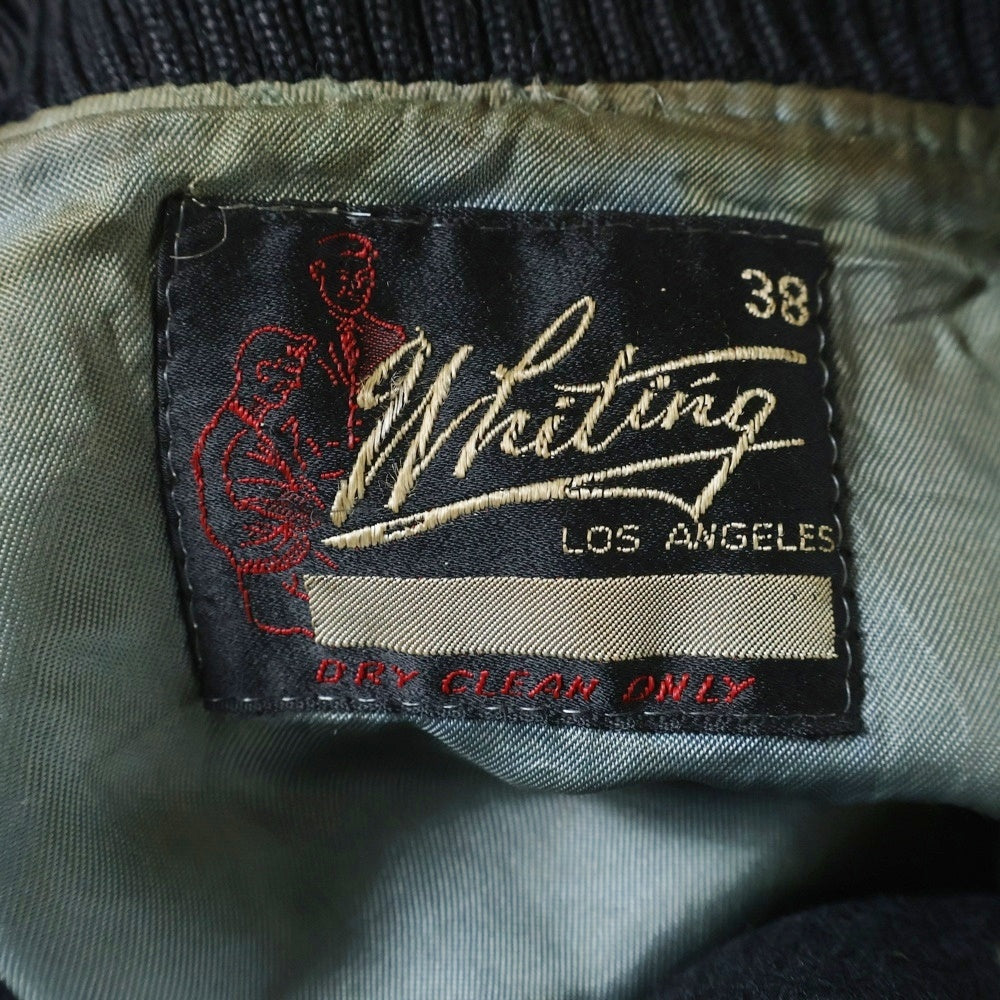 38
Whiting
LOS ANGELES
DRY CLEAN ONLY